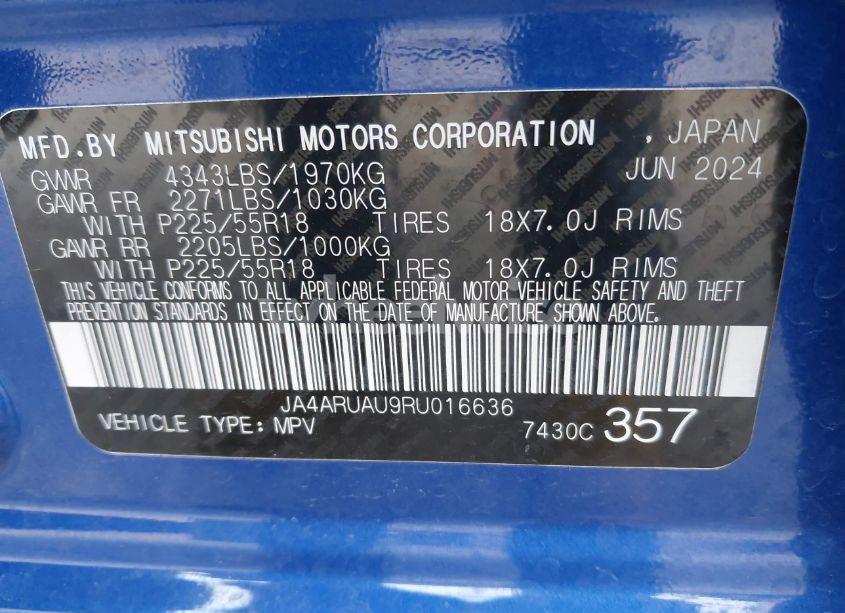 MFD.BY MITSUBISHI MOTORS CORPORATION , JAPAN
GVWR 4343LBS/1970KG JUN 2024
GAWR FR 2271LBS/1030KG
WITH P225/55R18 TIRES 18X7.0J RIMS
GAWR RR 2205LBS/1000KG
WITH P225/55R18 TIRES 18X7.0J RIMS
THIS VEHICLE CONFORMS TO ALL APPLICABLE FEDERAL MOTOR VEHICLE SAFETY AND THEFT
PREVENTION STANDARDS IN EFFECT ON THE DATE OF MANUFACTURE SHOWN ABOVE.
JA4ARUAU9RU016636
VEHICLE TYPE: MPV 7430C 357